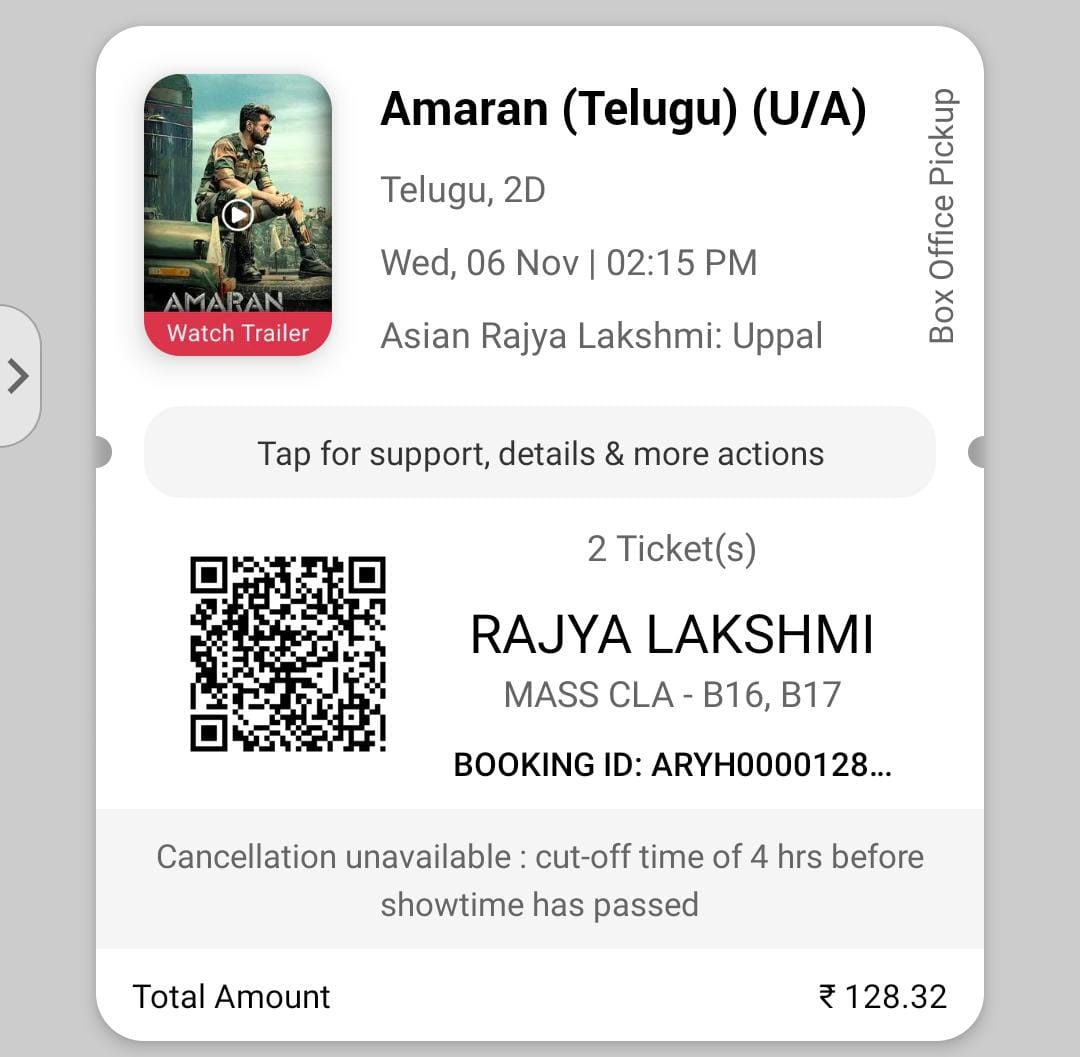 Amaran (Telugu) (U/A)
Telugu, 2D
Wed, 06 Nov | 02:15 PM
Asian Rajya Lakshmi: Uppal
Box Office Pickup
AMARAN
Watch Trailer
Tap for support, details & more actions
2 Ticket(s)
RAJYA LAKSHMI
MASS CLA - B16, B17
BOOKING ID: ARYH0000128...
Cancellation unavailable : cut-off time of 4 hrs before
showtime has passed
Total Amount ₹ 128.32